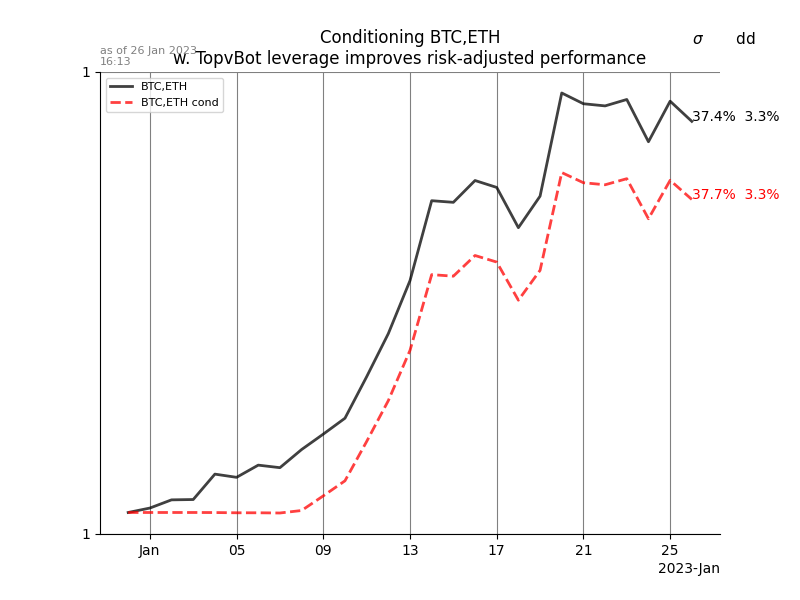 Conditioning BTC,ETH
w. TopvBot leverage improves risk-adjusted performance
σ dd
as of 26 Jan 2023
16:13
1
BTC,ETH
BTC,ETH cond
37.4% 3.3%
37.7% 3.3%
1
Jan 05 09 13 17 21 25
2023-Jan